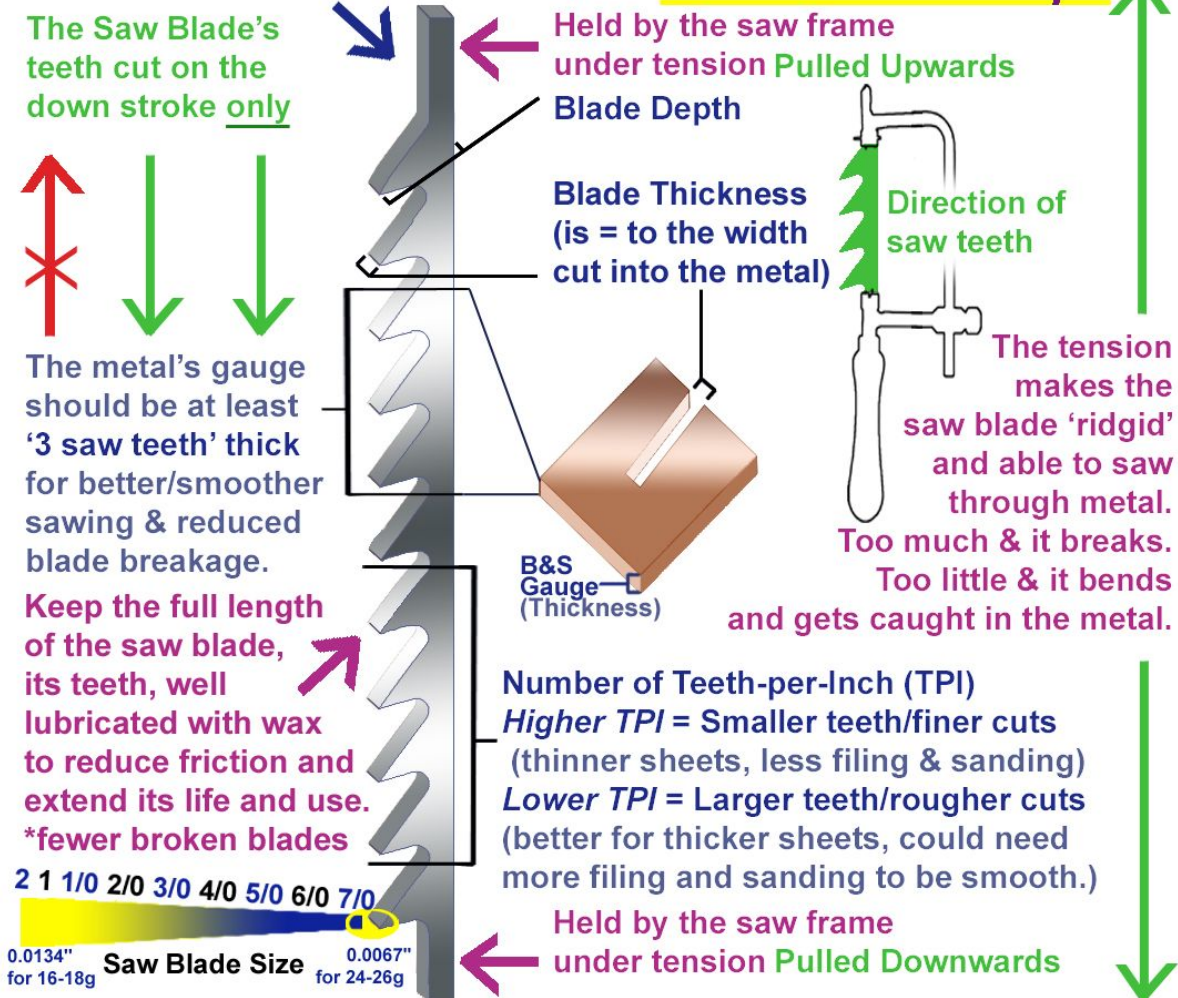 The Saw Blade’s
teeth cut on the
down stroke only
Held by the saw frame
under tension Pulled Upwards
Blade Depth
Blade Thickness
(is = to the width
cut into the metal)
Direction of
saw teeth
The metal’s gauge
should be at least
‘3 saw teeth’ thick
for better/smoother
sawing & reduced
blade breakage.
The tension
makes the
saw blade ‘ridgid’
and able to saw
through metal.
Too much & it breaks.
Too little & it bends
and gets caught in the metal.
B&S
Gauge
(Thickness)
Keep the full length
of the saw blade,
its teeth, well
lubricated with wax
to reduce friction and
extend its life and use.
*fewer broken blades
Number of Teeth-per-Inch (TPI)
Higher TPI = Smaller teeth/finer cuts
(thinner sheets, less filing & sanding)
Lower TPI = Larger teeth/rougher cuts
(better for thicker sheets, could need
more filing and sanding to be smooth.)
2 1 1/0 2/0 3/0 4/0 5/0 6/0 7/0
0.0134"
for 16-18g
Saw Blade Size
0.0067"
for 24-26g
Held by the saw frame
under tension Pulled Downwards